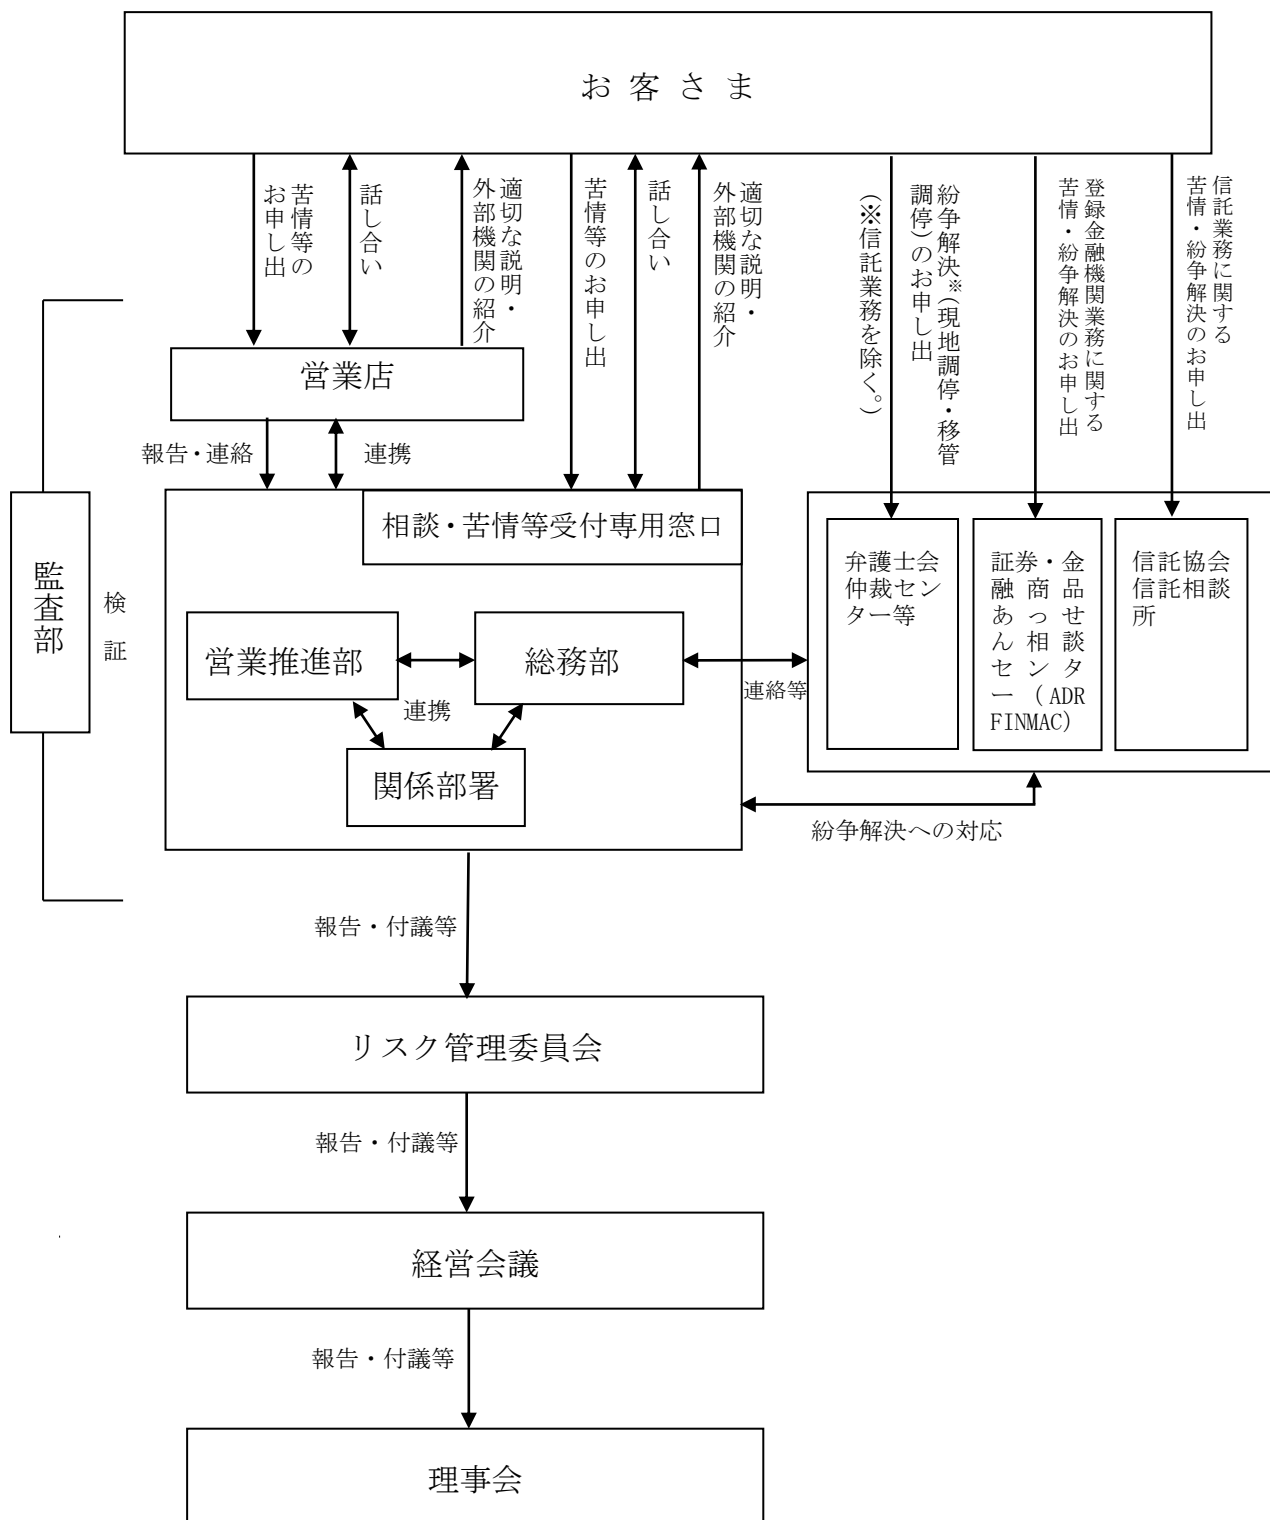 お 客 さ ま
苦情等の
お申し出
話し合い
適切な説明・
外部機関の紹介
苦情等のお申し出
話し合い
適切な説明・
外部機関の紹介
紛争解決※(現地調停・移管
調停)のお申し出
(※信託業務を除く。)
登録金融機関業務に関する
苦情・紛争解決のお申し出
信託業務に関する
苦情・紛争解決のお申し出
営業店
報告・連絡
連携
監査部
検証
相談・苦情等受付専用窓口
営業推進部
総務部
連携
関係部署
連絡等
弁護士会
仲裁セン
ター等
証券・金
融商品
あっせ
ん相談
センタ
ー(ADR
FINMAC)
信託協会
信託相談
所
紛争解決への対応
報告・付議等
リスク管理委員会
報告・付議等
経営会議
報告・付議等
理事会